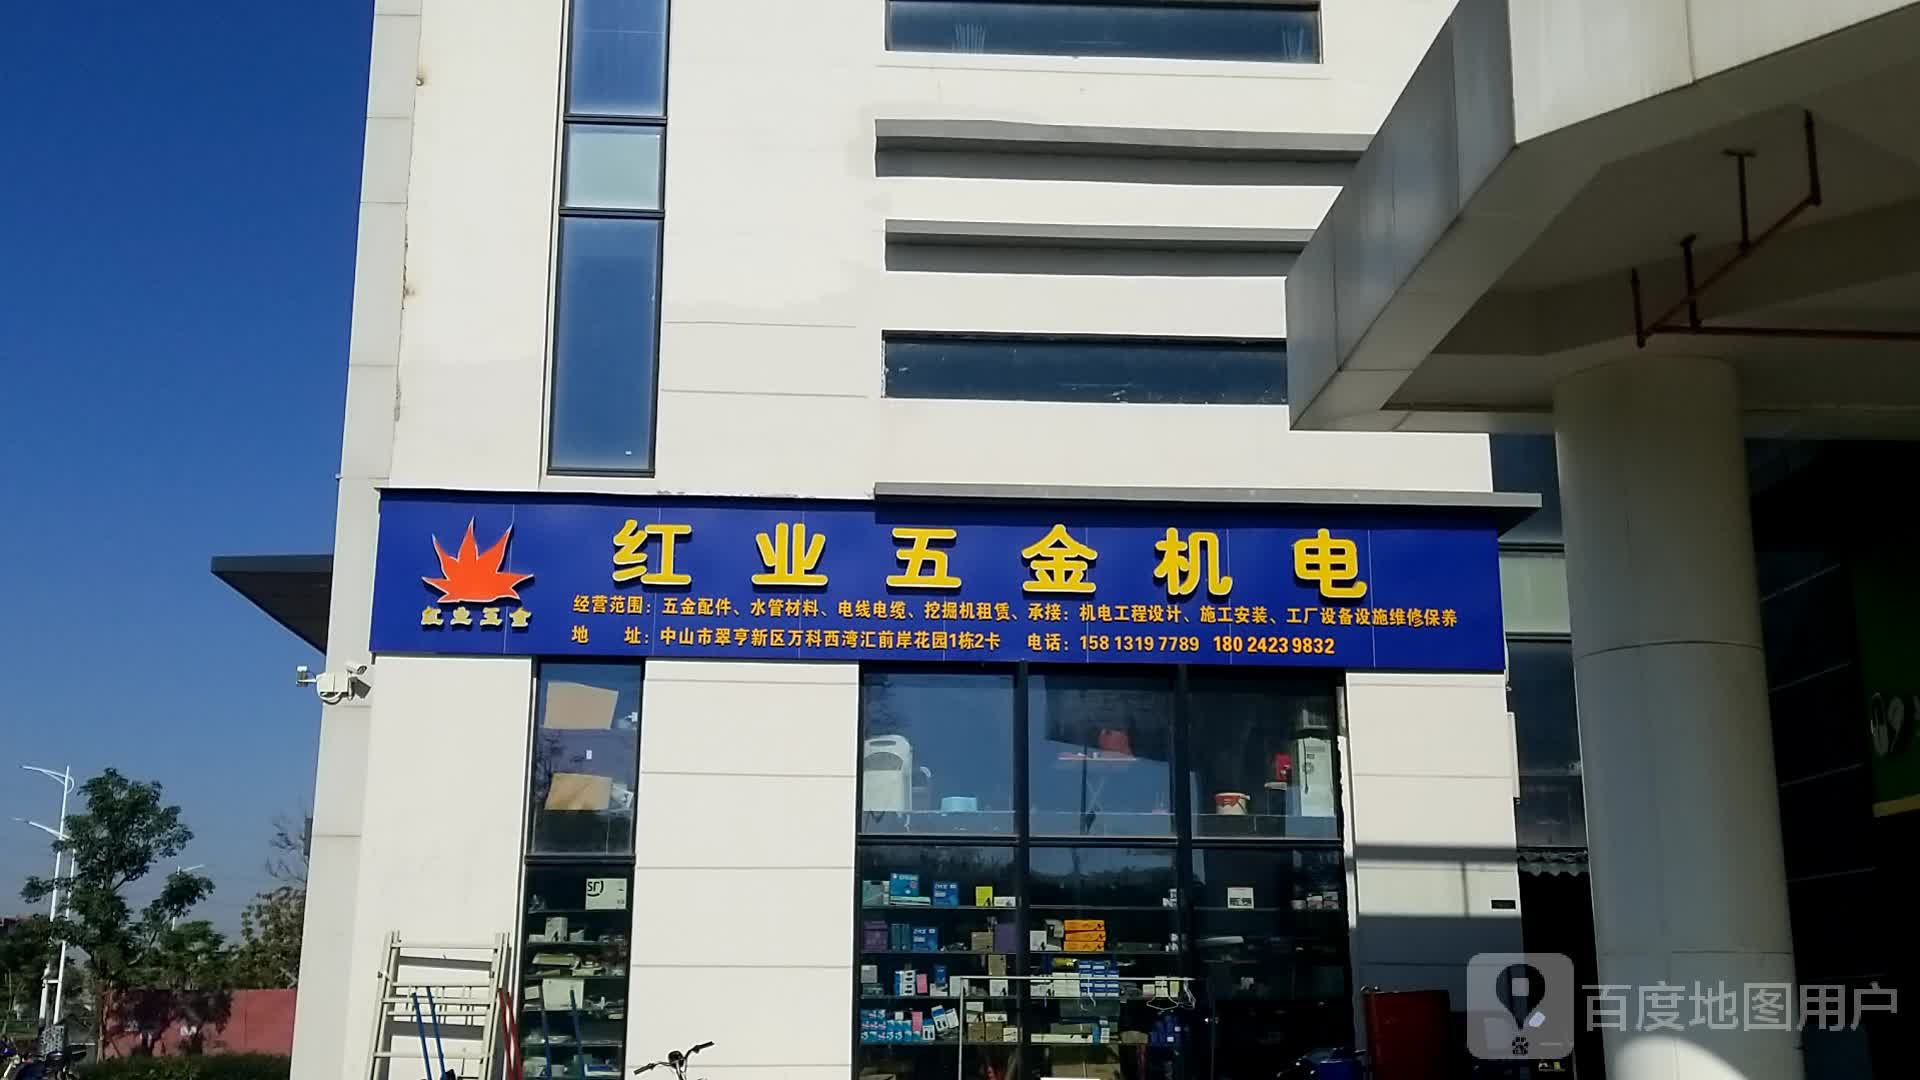 红业五金机电
红业五金
经营范围：五金配件、水管材料、电线电缆、挖掘机租赁、承接：机电工程设计、施工安装、工厂设备设施维修保养
地 址：中山市翠亨新区万科西湾汇前岸花园1栋2卡 电话：158 1319 7789 180 2423 9832
百度地图用户